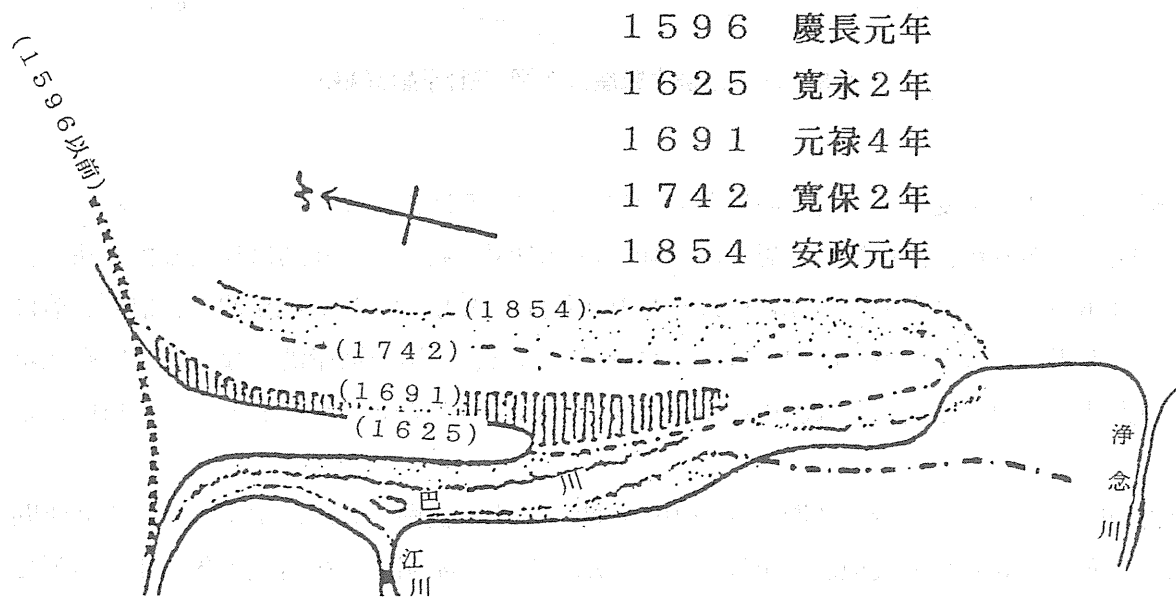 1596 慶長元年
1625 寛永2年
1691 元禄4年
1742 寛保2年
1854 安政元年
(1596以前)
(1854)
(1742)
(1691)
(1625)
巴川
江川
浄念川